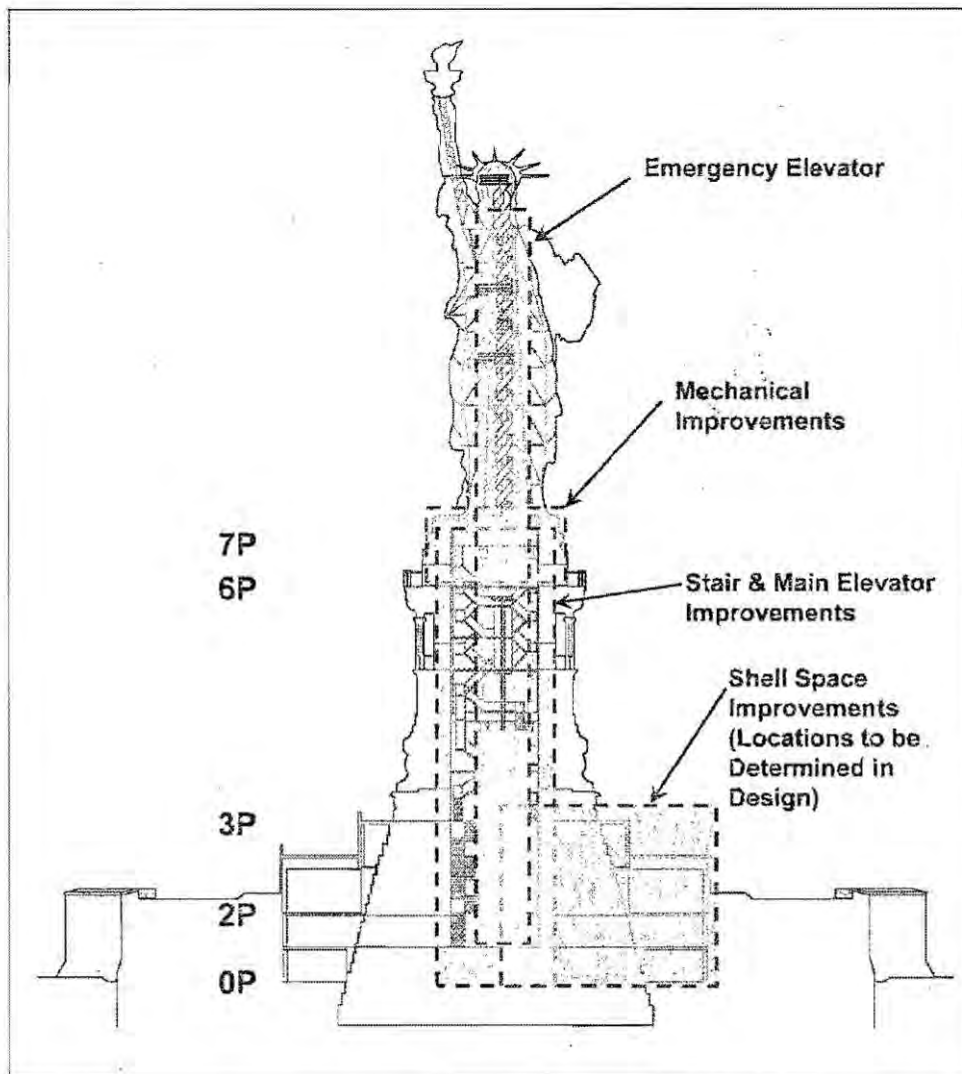 Emergency Elevator
Mechanical
Improvements
7P
6P
Stair & Main Elevator
Improvements
Shell Space
Improvements
(Locations to be
Determined in
Design)
3P
2P
0P